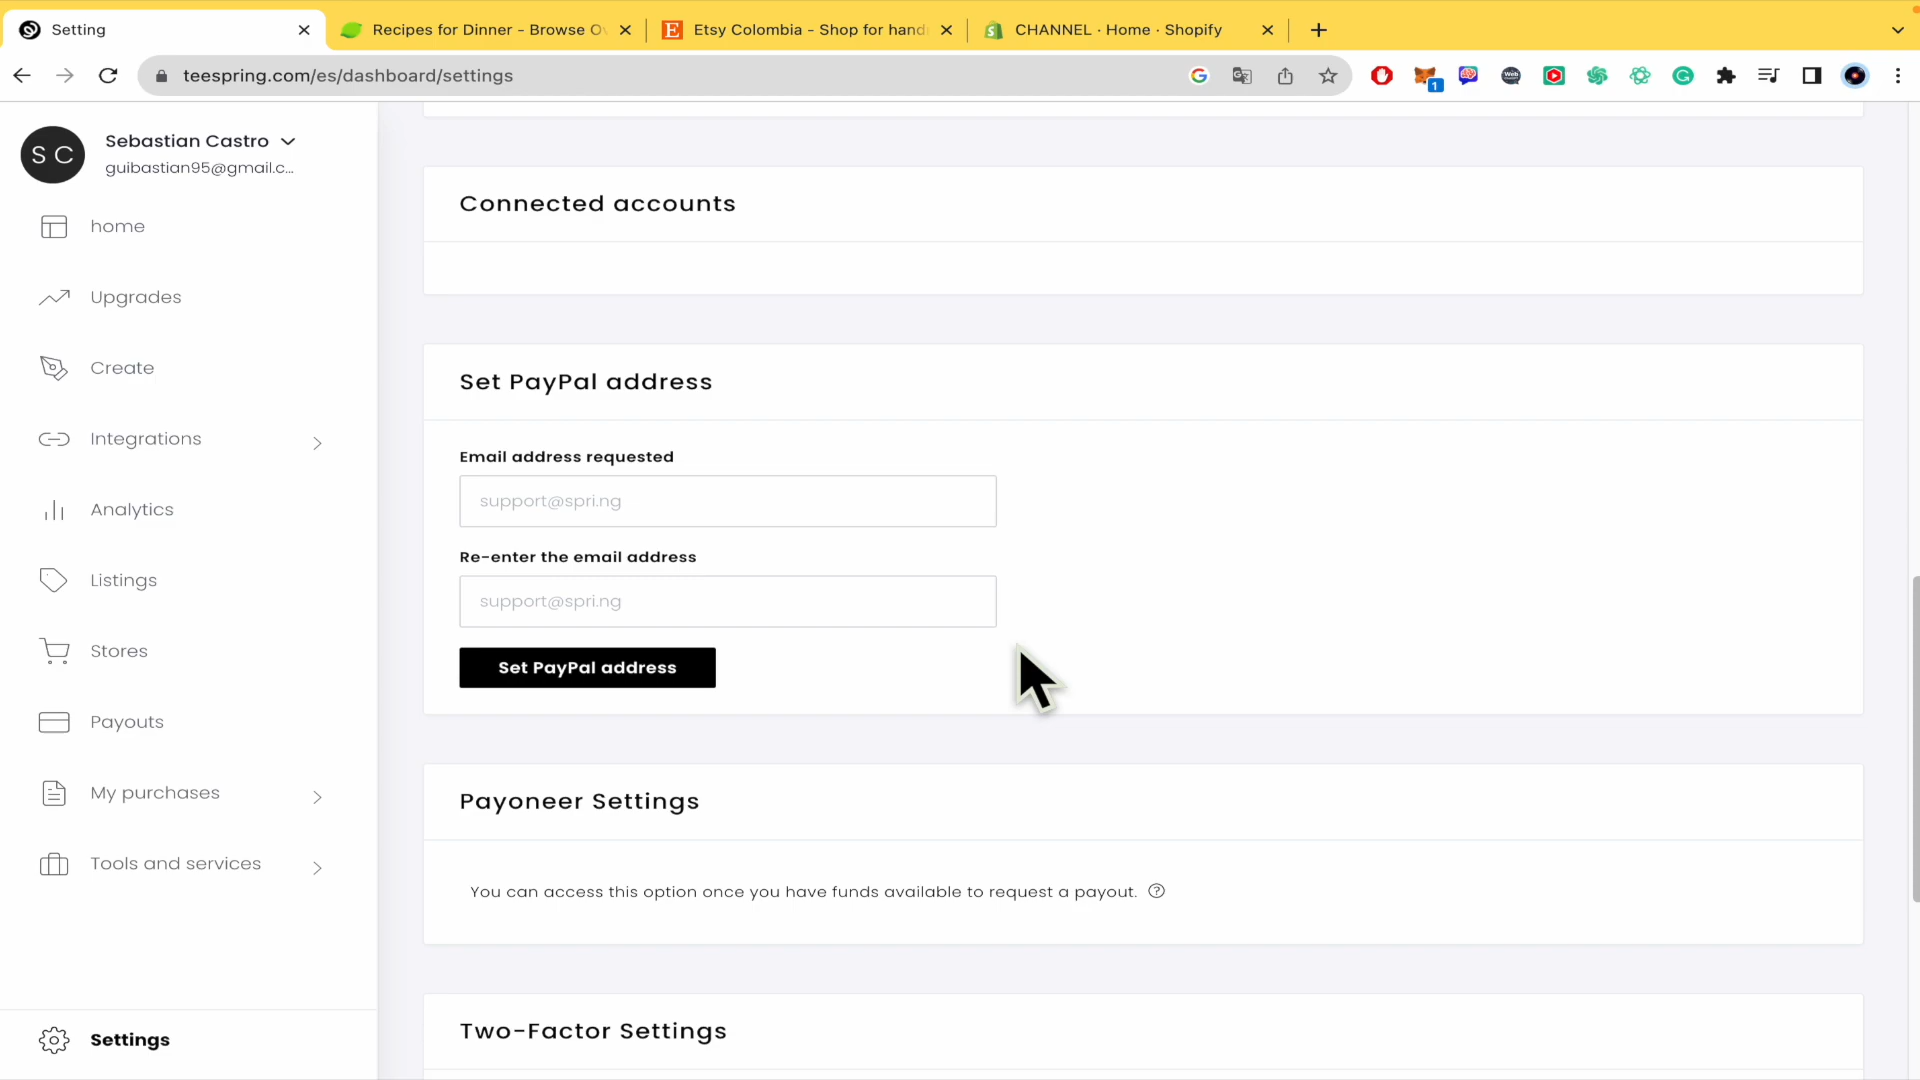 Setting
Recipes for Dinner - Browse O
Etsy Colombia - Shop for hand
CHANNEL · Home · Shopify
teespring.com/es/dashboard/settings
1
S C
Sebastian Castro
guibastian95@gmail.c...
home
Upgrades
Create
Integrations
Analytics
Listings
Stores
Payouts
My purchases
Tools and services
Settings
Connected accounts
Set PayPal address
Email address requested
support@spri.ng
Re-enter the email address
support@spri.ng
Set PayPal address
Payoneer Settings
You can access this option once you have funds available to request a payout.
Two-Factor Settings